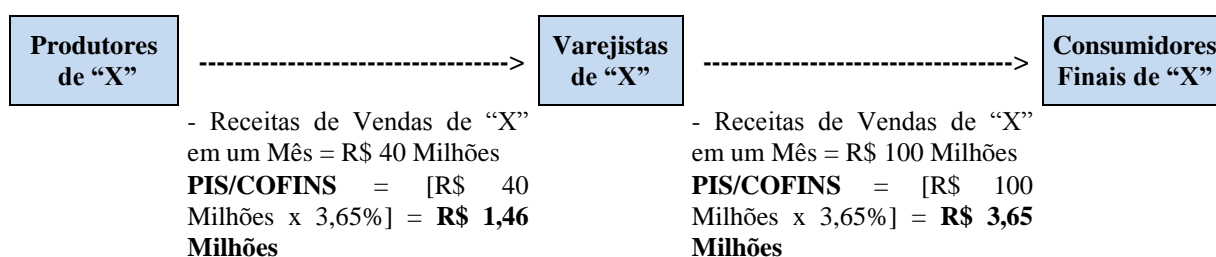 Produtores
de “X”
---------------------------------->
Varejistas
de “X”
---------------------------------->
Consumidores
Finais de “X”
- Receitas de Vendas de “X”
em um Mês = R$ 40 Milhões
PIS/COFINS = [R$ 40
Milhões x 3,65%] = R$ 1,46
Milhões
- Receitas de Vendas de “X”
em um Mês = R$ 100 Milhões
PIS/COFINS = [R$ 100
Milhões x 3,65%] = R$ 3,65
Milhões